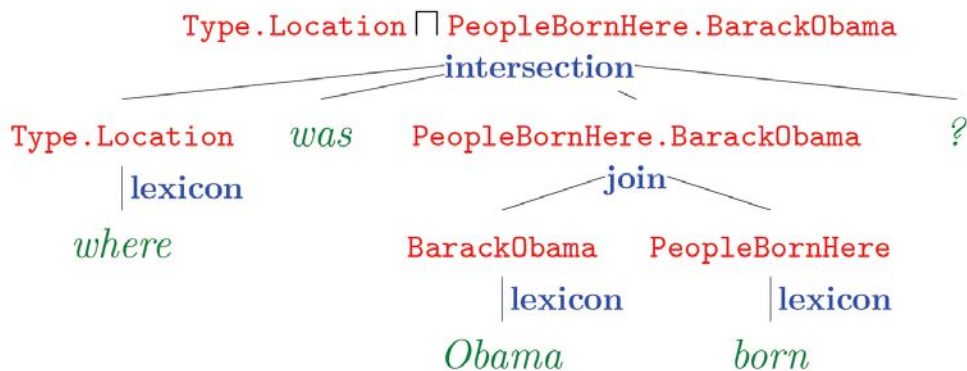 Type.Location ⊓ PeopleBornHere.BarackObama
intersection
Type.Location was PeopleBornHere.BarackObama ?
lexicon join
where BarackObama PeopleBornHere
lexicon lexicon
Obama born